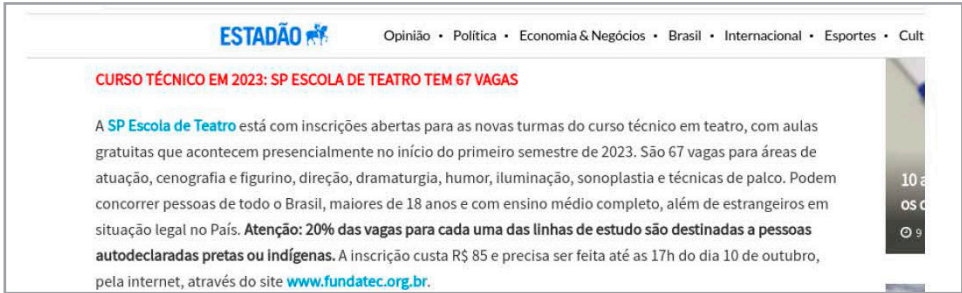 ESTADÃO
Opinião • Política • Economia & Negócios • Brasil • Internacional • Esportes • Cult
CURSO TÉCNICO EM 2023: SP ESCOLA DE TEATRO TEM 67 VAGAS
A SP Escola de Teatro está com inscrições abertas para as novas turmas do curso técnico em teatro, com aulas
gratuitas que acontecem presencialmente no início do primeiro semestre de 2023. São 67 vagas para áreas de
atuação, cenografia e figurino, direção, dramaturgia, humor, iluminação, sonoplastia e técnicas de palco. Podem
concorrer pessoas de todo o Brasil, maiores de 18 anos e com ensino médio completo, além de estrangeiros em
situação legal no País. Atenção: 20% das vagas para cada uma das linhas de estudo são destinadas a pessoas
autodeclaradas pretas ou indígenas. A inscrição custa R$ 85 e precisa ser feita até as 17h do dia 10 de outubro,
pela internet, através do site www.fundatec.org.br.
10 a
os c
9